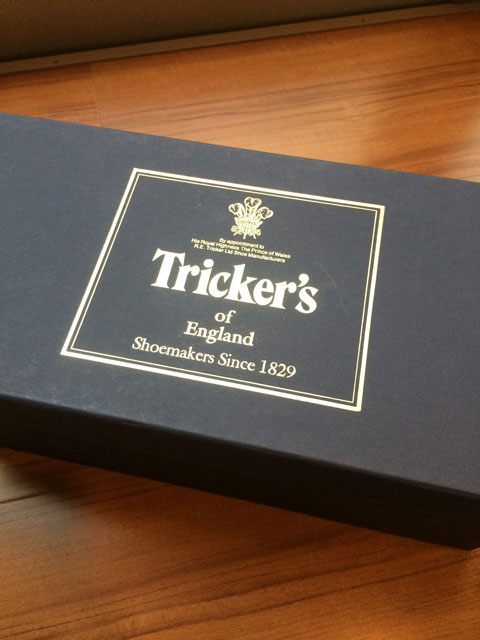 By appointment to
His Royal Highness The Prince of Wales
R.E. Tricker Ltd Shoe Manufacturers
Tricker's
of
England
Shoemakers Since 1829